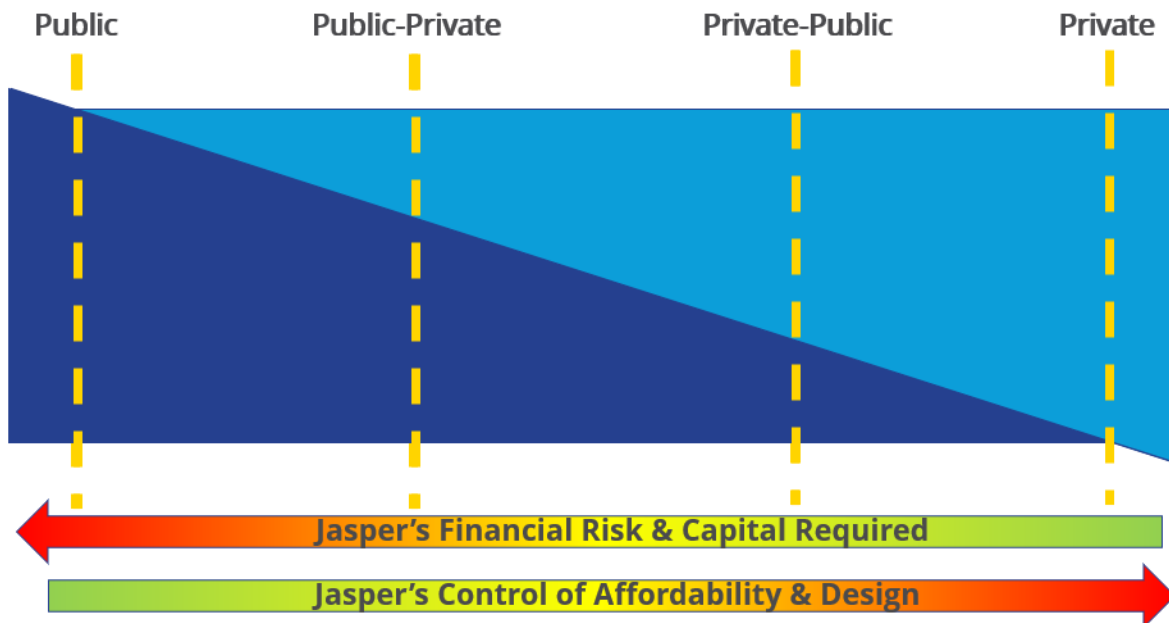 Public
Public-Private
Private-Public
Private
Jasper's Financial Risk & Capital Required
Jasper's Control of Affordability & Design